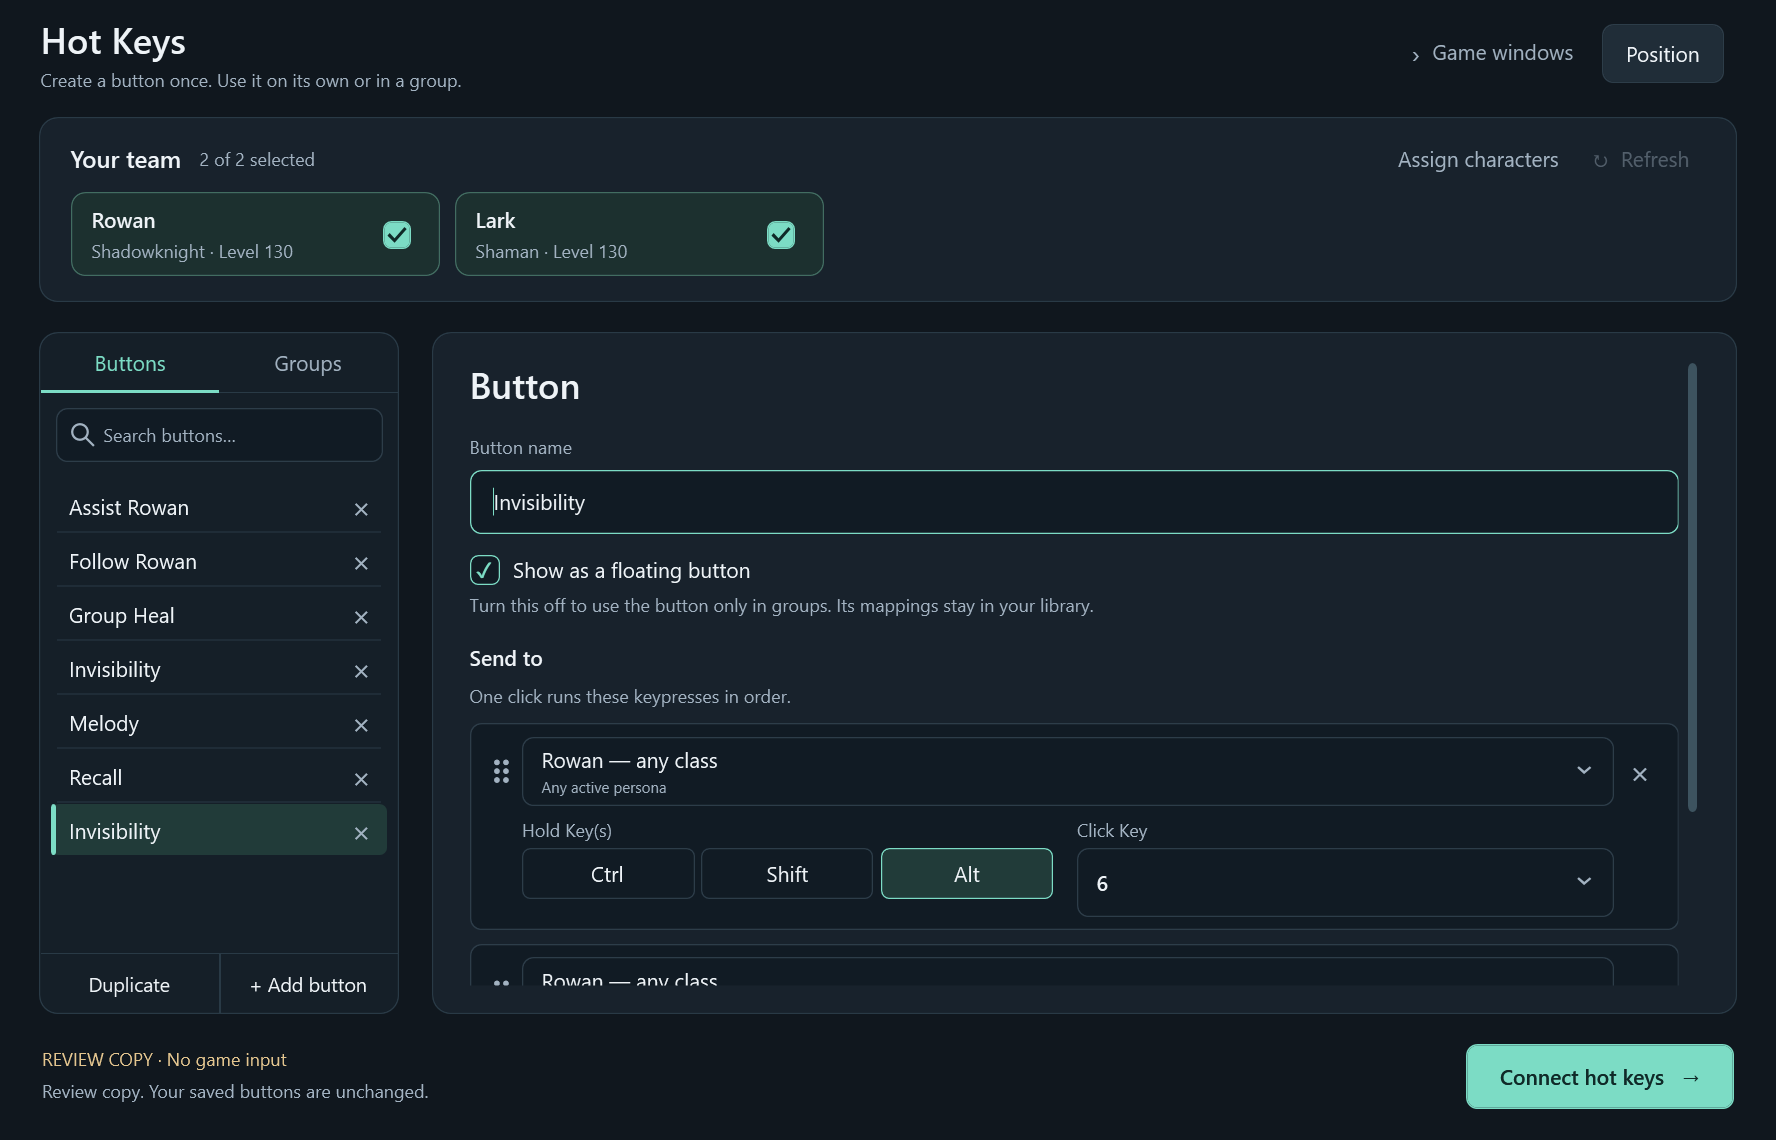 Hot Keys
Create a button once. Use it on its own or in a group.
› Game windows
Position
Your team 2 of 2 selected
Assign characters
↻ Refresh
Rowan
Shadowknight · Level 130
Lark
Shaman · Level 130
Buttons
Groups
Search buttons...
Assist Rowan ×
Follow Rowan ×
Group Heal ×
Invisibility ×
Melody ×
Recall ×
Invisibility ×
Duplicate
+ Add button
Button
Button name
Invisibility
Show as a floating button
Turn this off to use the button only in groups. Its mappings stay in your library.
Send to
One click runs these keypresses in order.
Rowan — any class
Any active persona
×
Hold Key(s)
Click Key
Ctrl
Shift
Alt
6
Rowan — any class
REVIEW COPY · No game input
Review copy. Your saved buttons are unchanged.
Connect hot keys →